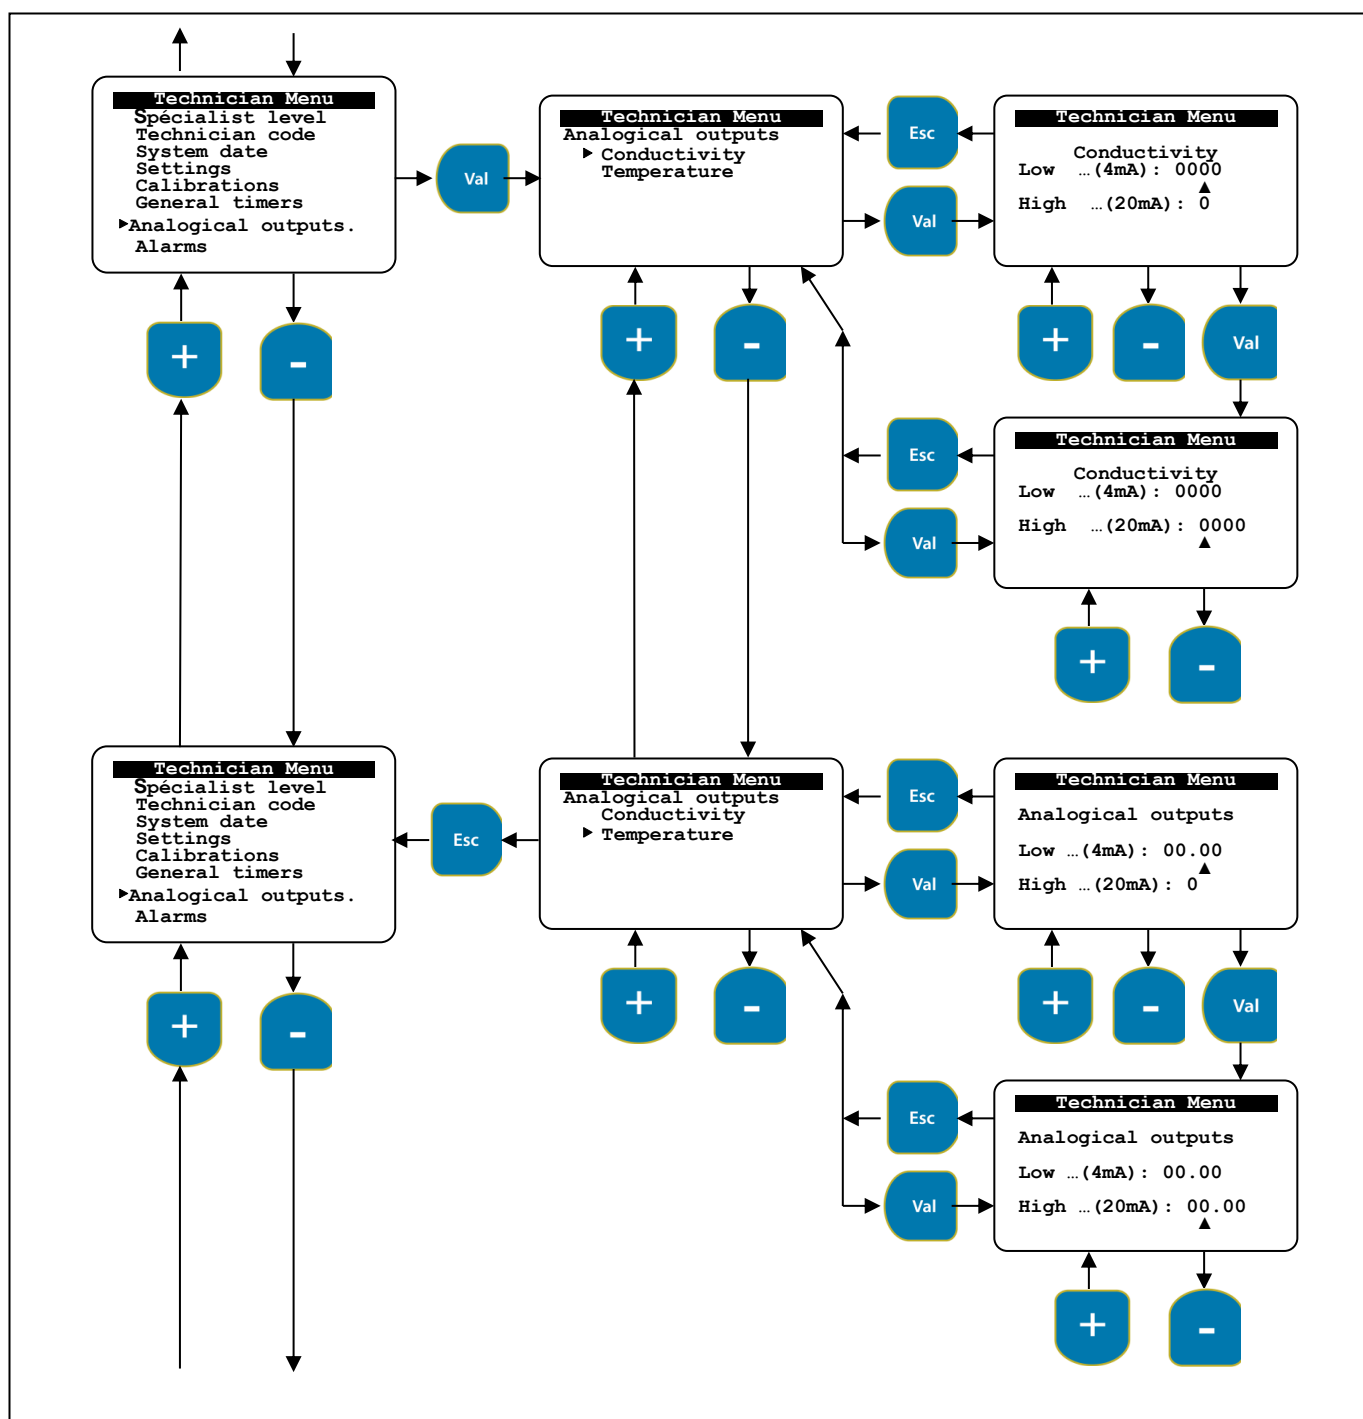 Technician Menu
Spécialist level
Technician code
System date
Settings
Calibrations
General timers
▶Analogical outputs.
Alarms
Val
Technician Menu
Analogical outputs
▶ Conductivity
Temperature
Esc
Val
Technician Menu
Conductivity
Low …(4mA): 0000
▲
High …(20mA): 0
+
-
+
-
+
-
Val
Esc
Val
Technician Menu
Conductivity
Low …(4mA): 0000
High …(20mA): 0000
▲
+
-
Technician Menu
Spécialist level
Technician code
System date
Settings
Calibrations
General timers
▶Analogical outputs.
Alarms
Esc
Technician Menu
Analogical outputs
Conductivity
▶ Temperature
Esc
Val
Technician Menu
Analogical outputs
Low …(4mA): 00.00
▲
High …(20mA): 0
+
-
+
-
+
-
Val
Esc
Val
Technician Menu
Analogical outputs
Low …(4mA): 00.00
High …(20mA): 00.00
▲
+
-